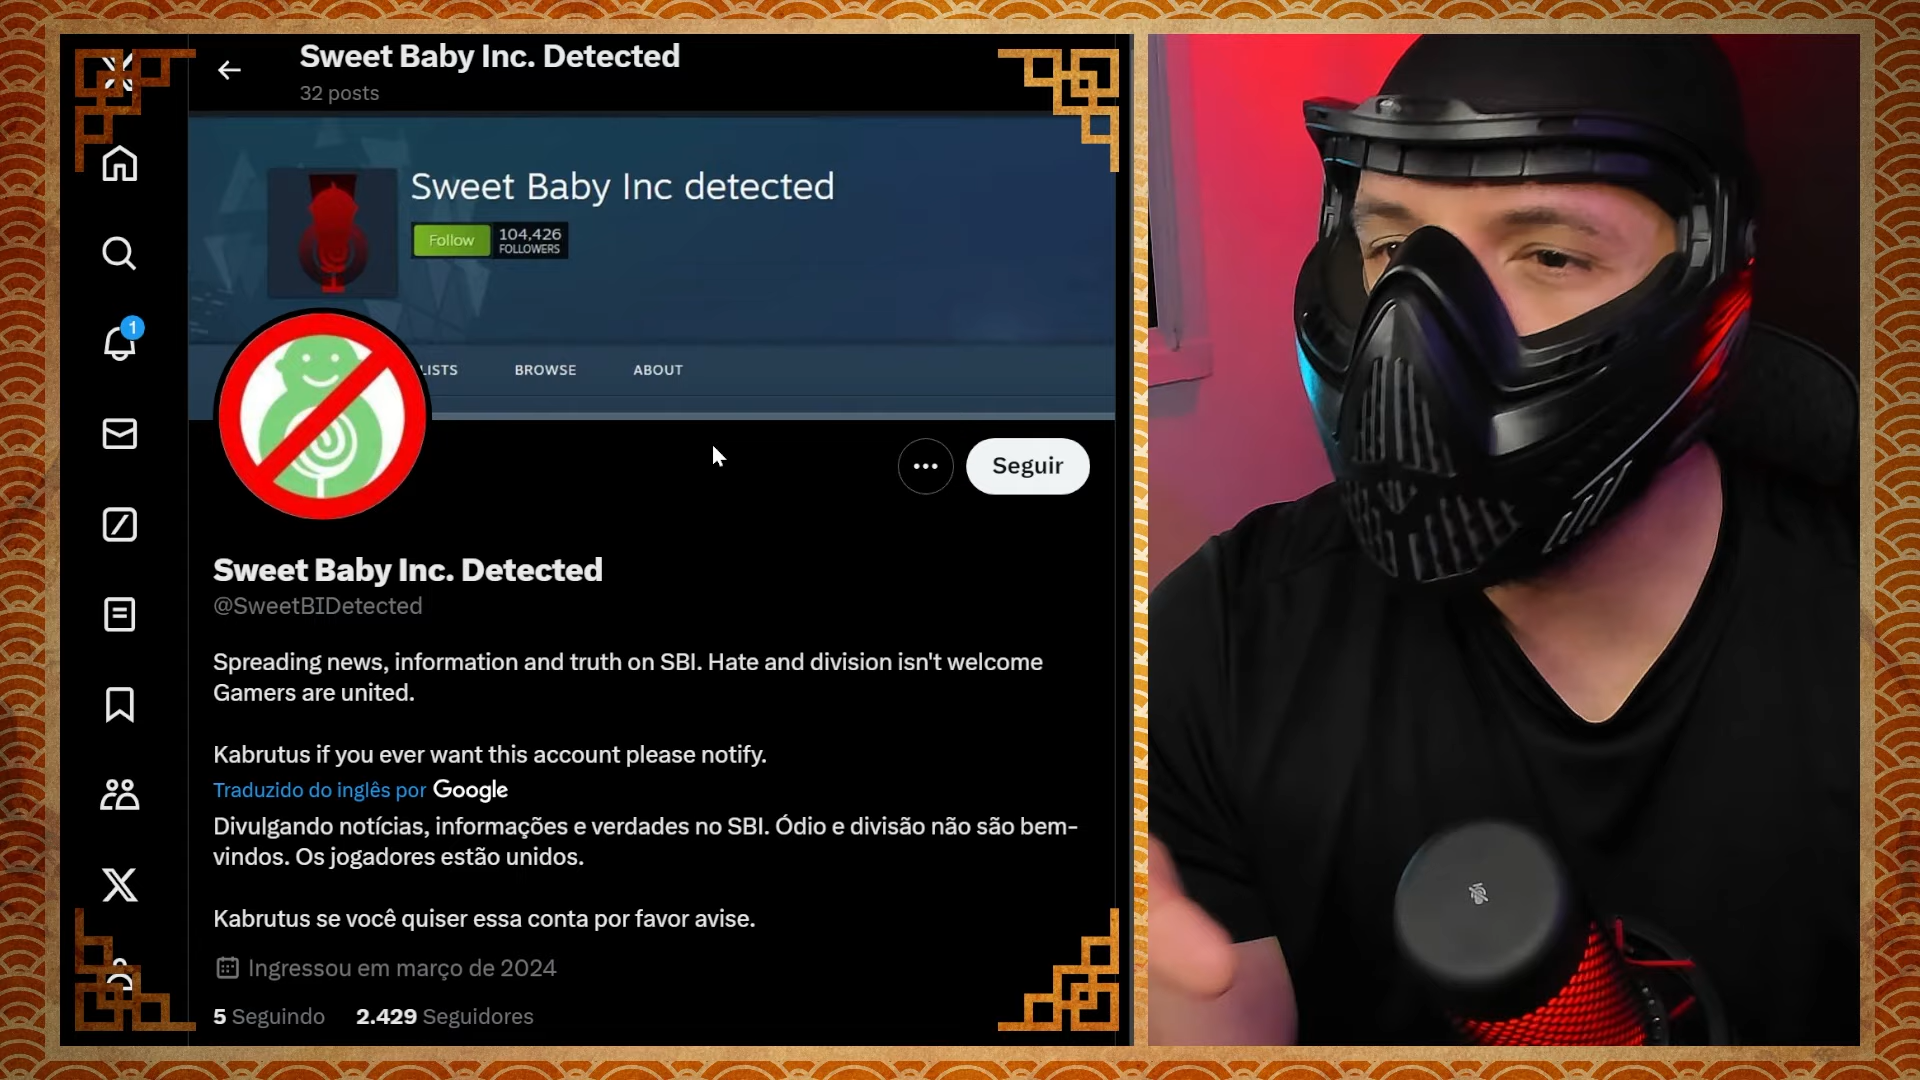 Sweet Baby Inc. Detected
32 posts
Sweet Baby Inc detected
Follow
104,426
FOLLOWERS
LISTS
BROWSE
ABOUT
1
Seguir
Sweet Baby Inc. Detected
@SweetBIDetected
Spreading news, information and truth on SBI. Hate and division isn't welcome
Gamers are united.
Kabrutus if you ever want this account please notify.
Traduzido do inglês por Google
Divulgando notícias, informações e verdades no SBI. Ódio e divisão não são bem-
vindos. Os jogadores estão unidos.
Kabrutus se você quiser essa conta por favor avise.
Ingressou em março de 2024
5 Seguindo 2.429 Seguidores